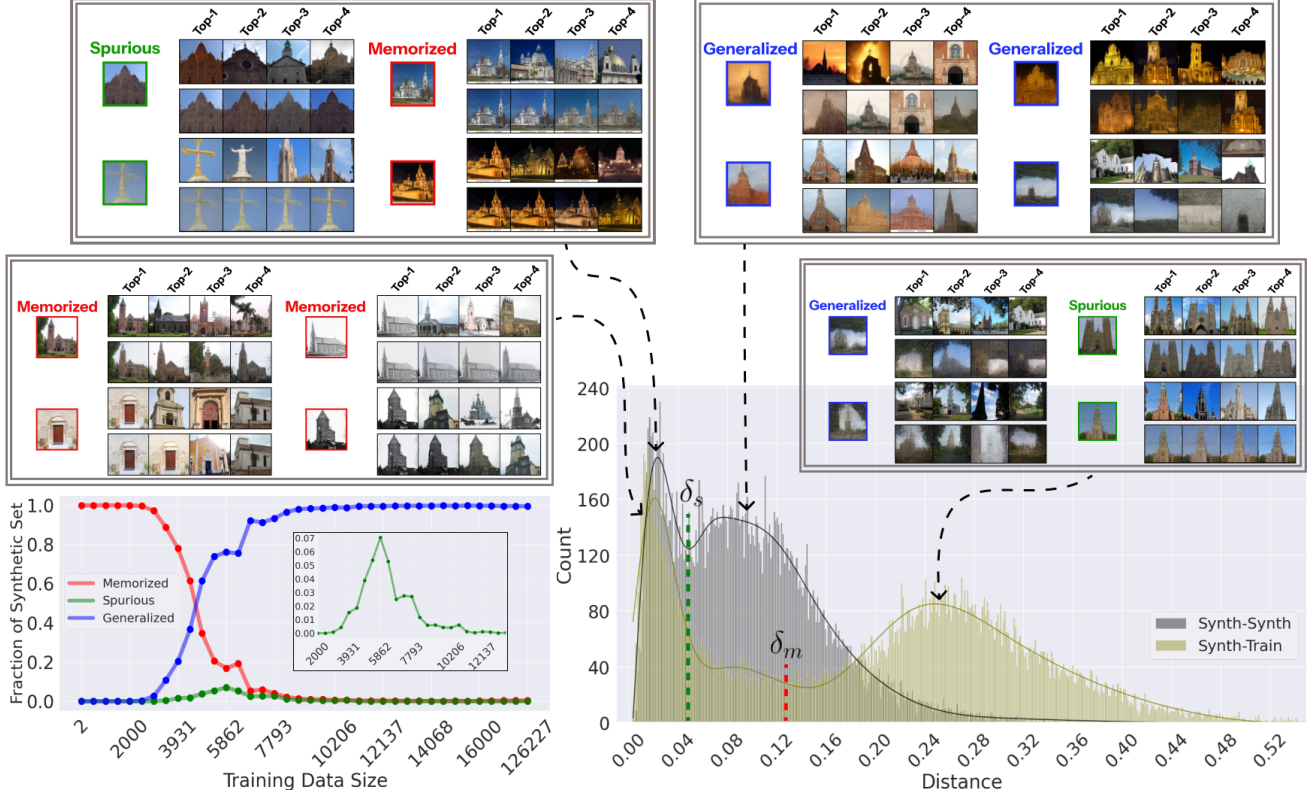 Top-1 Top-2 Top-3 Top-4
Spurious
Memorized
Top-1 Top-2 Top-3 Top-4
Top-1 Top-2 Top-3 Top-4
Generalized
Generalized
Top-1 Top-2 Top-3 Top-4
Top-1 Top-2 Top-3 Top-4
Memorized
Memorized
Top-1 Top-2 Top-3 Top-4
Top-1 Top-2 Top-3 Top-4
Generalized
Spurious
Top-1 Top-2 Top-3 Top-4
Fraction of Synthetic Set
1.0
0.8
0.6
0.4
0.2
0.0
Memorized
Spurious
Generalized
0.07
0.06
0.05
0.04
0.03
0.02
0.01
0.00
2000 3931 5862 7793 10206 12137
2 2000 3931 5862 7793 10206 12137 14068 16000 126227
Training Data Size
Count
240
200
160
120
80
40
0
δs
δm
Synth-Synth
Synth-Train
0.00 0.04 0.08 0.12 0.16 0.20 0.24 0.28 0.32 0.36 0.40 0.44 0.48 0.52
Distance